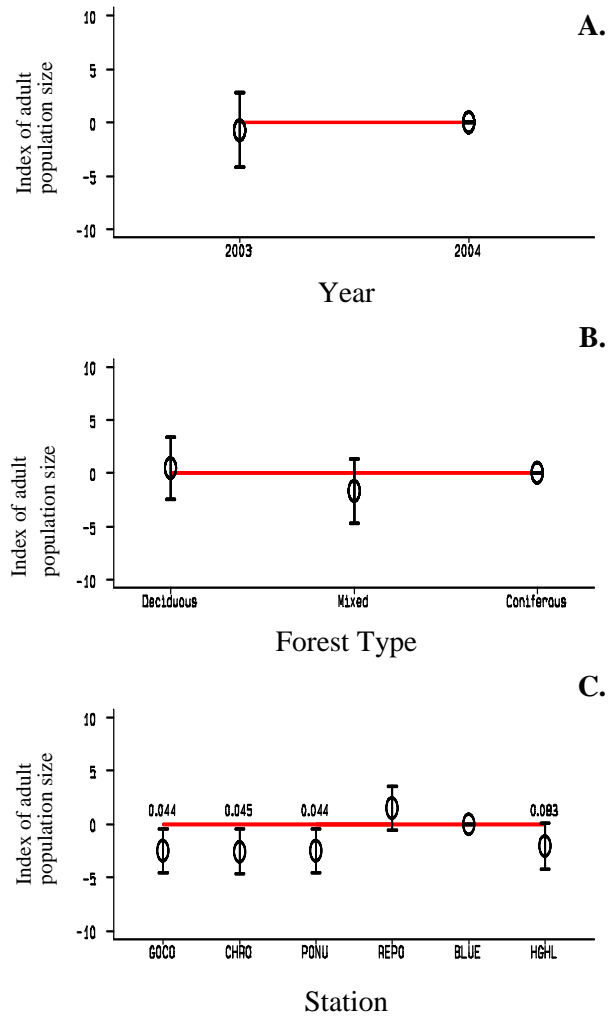 A.
10
5
0
-5
-10
Index of adult
population size
2003 2004
Year
B.
10
5
0
-5
-10
Index of adult
population size
Deciduous Mixed Coniferous
Forest Type
C.
10
5
0
-5
-10
Index of adult
population size
0.044 0.045 0.044 0.083
GOCO CHRO PONU REPO BLUE HGHL
Station